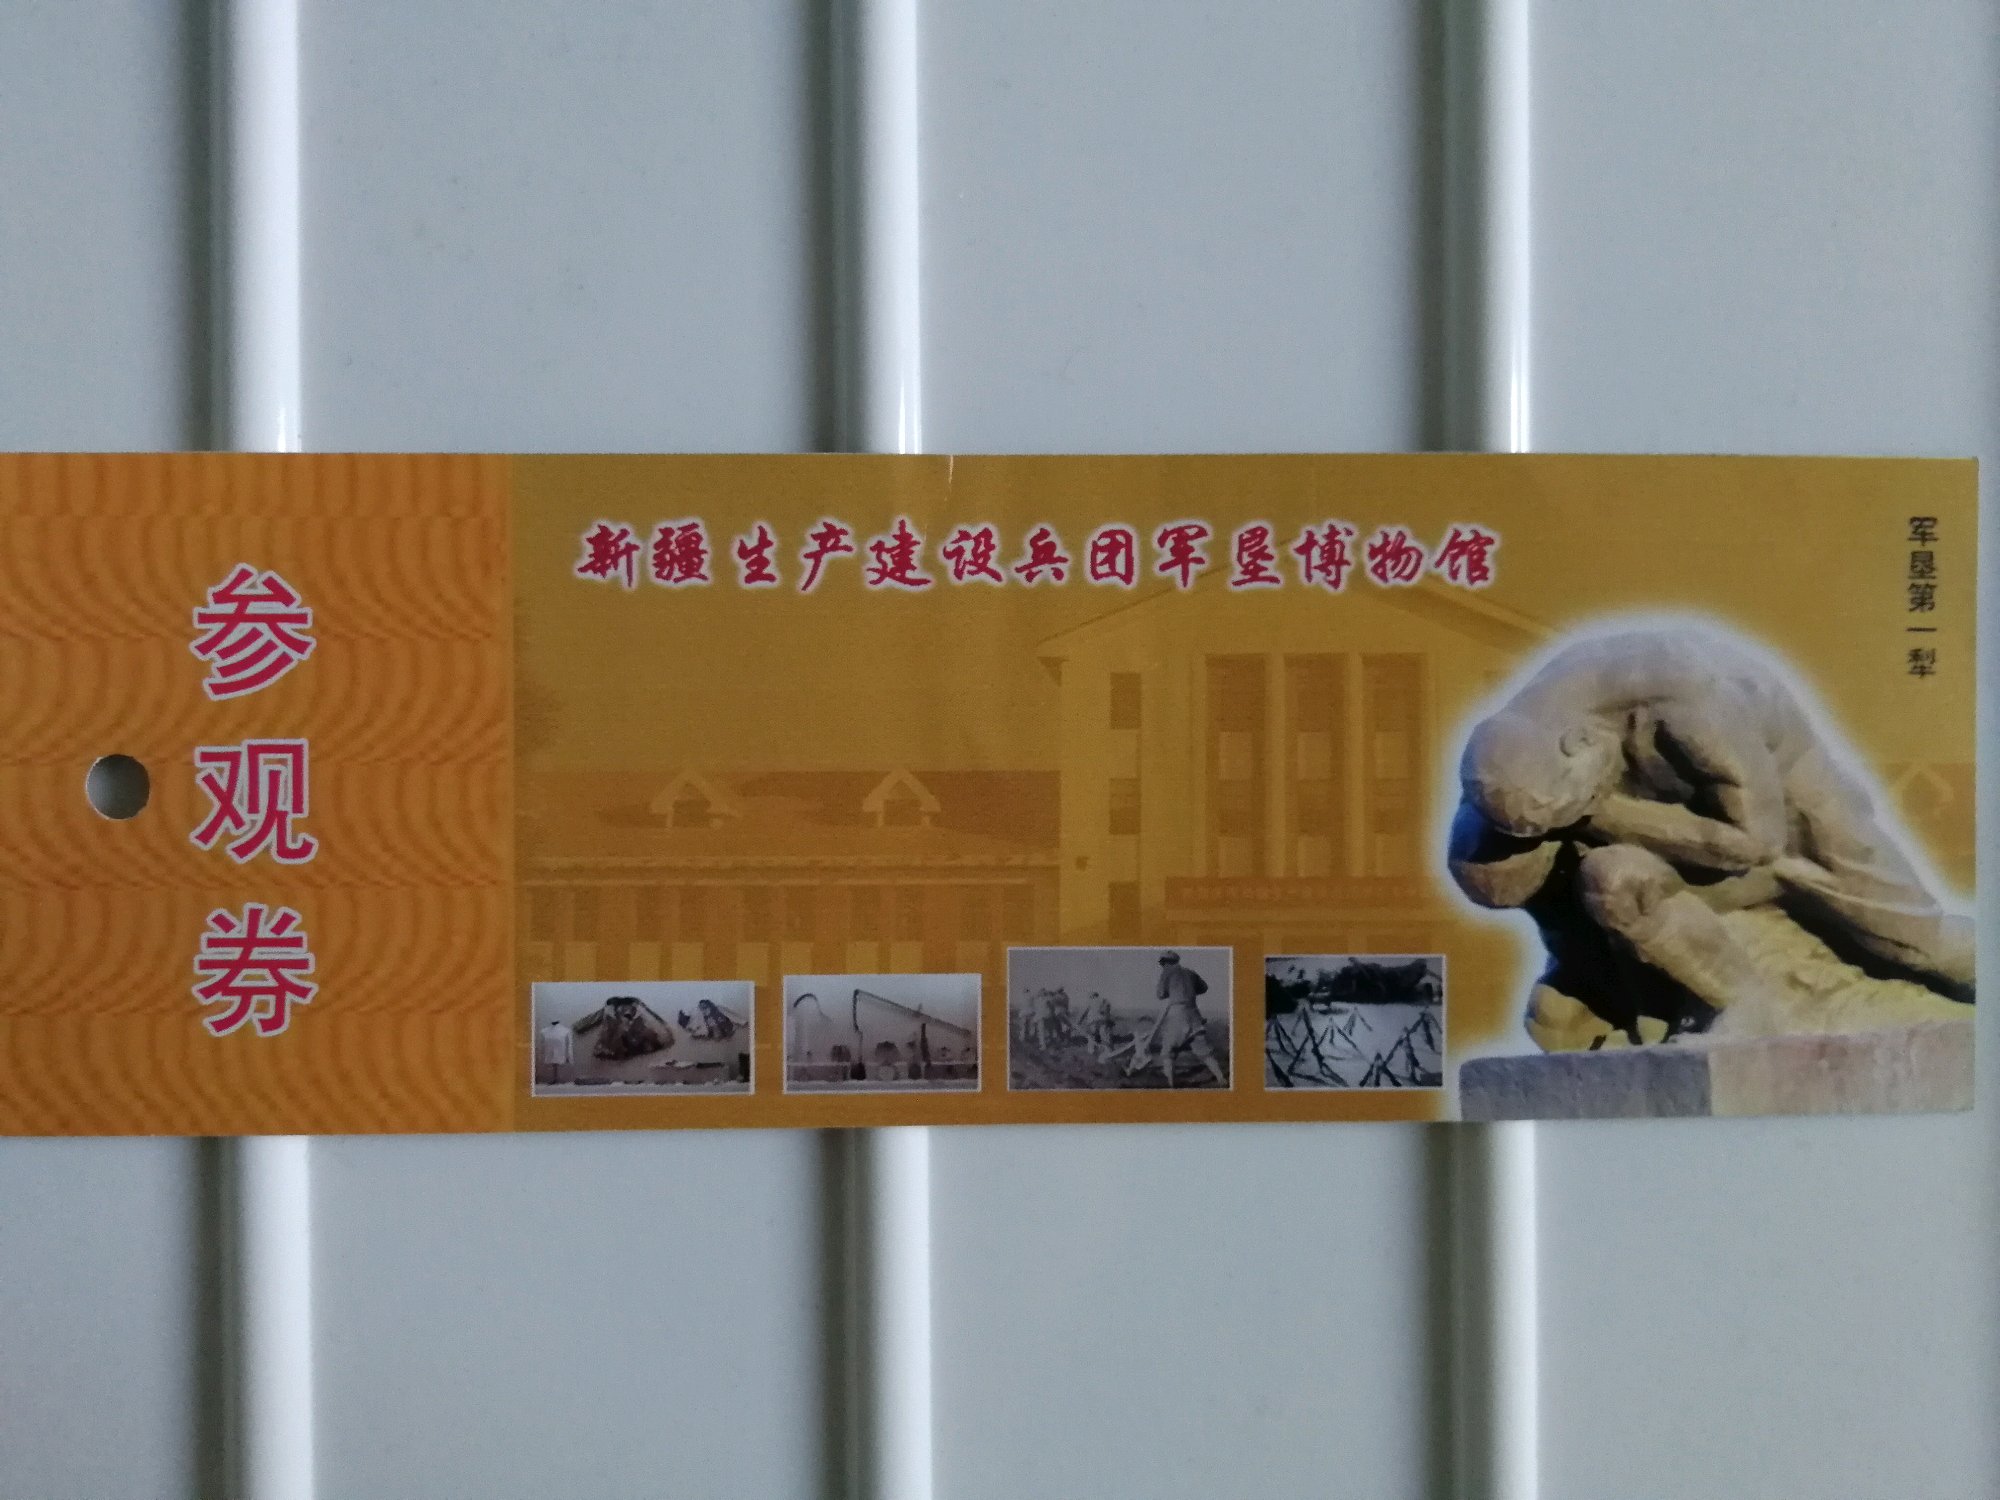 参观券
新疆生产建设兵团军垦博物馆
军垦第一犁